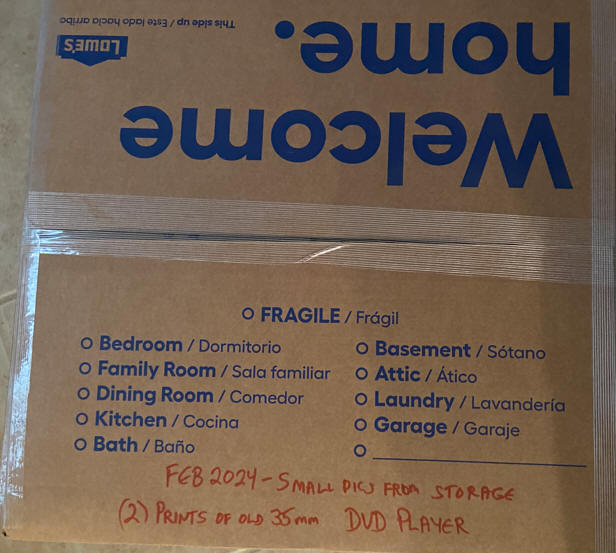 Welcome
home.
LOWE'S
This side up / Este lado hacia arriba
FRAGILE / Frágil
Bedroom / Dormitorio
Family Room / Sala familiar
Dining Room / Comedor
Kitchen / Cocina
Bath / Baño
Basement / Sótano
Attic / Ático
Laundry / Lavandería
Garage / Garaje
FEB 2024 - SMALL PICS FROM STORAGE
(2) PRINTS OF OLD 35mm DVD PLAYER